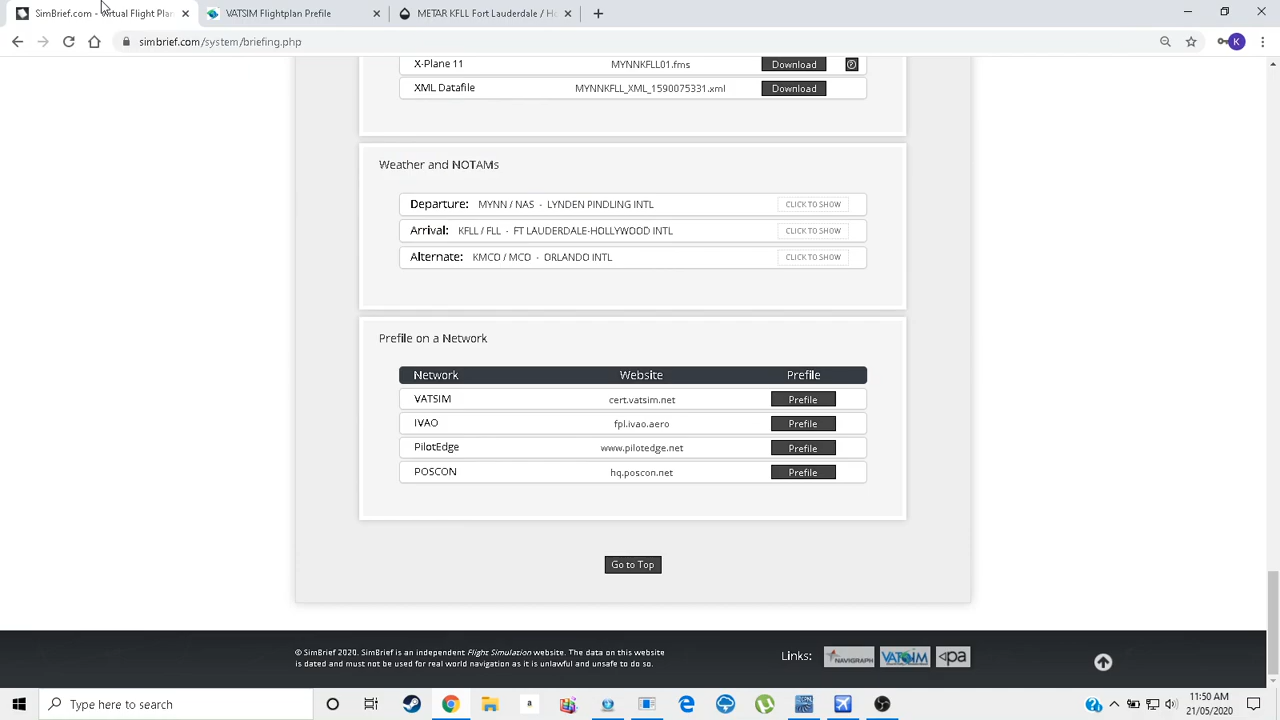 SimBrief.com - Virtual Flight Plan
VATSIM Flightplan Prefile
METAR KFLL Fort Lauderdale / Ho
simbrief.com/system/briefing.php
K
X-Plane 11 MYNNKFLL01.fms Download
XML Datafile MYNNKFLL_XML_1590075331.xml Download
Weather and NOTAMs
Departure: MYNN / NAS - LYNDEN PINDLING INTL CLICK TO SHOW
Arrival: KFLL / FLL - FT LAUDERDALE-HOLLYWOOD INTL CLICK TO SHOW
Alternate: KMCO / MCO - ORLANDO INTL CLICK TO SHOW
Prefile on a Network
Network Website Prefile
VATSIM cert.vatsim.net Prefile
IVAO fpl.ivao.aero Prefile
PilotEdge www.pilotedge.net Prefile
POSCON hq.poscon.net Prefile
Go to Top
© SimBrief 2020. SimBrief is an independent Flight Simulation website. The data on this website
is dated and must not be used for real world navigation as it is unlawful and unsafe to do so.
Links: NAVIGRAPH VATSIM vpa
Type here to search
11:50 AM
21/05/2020